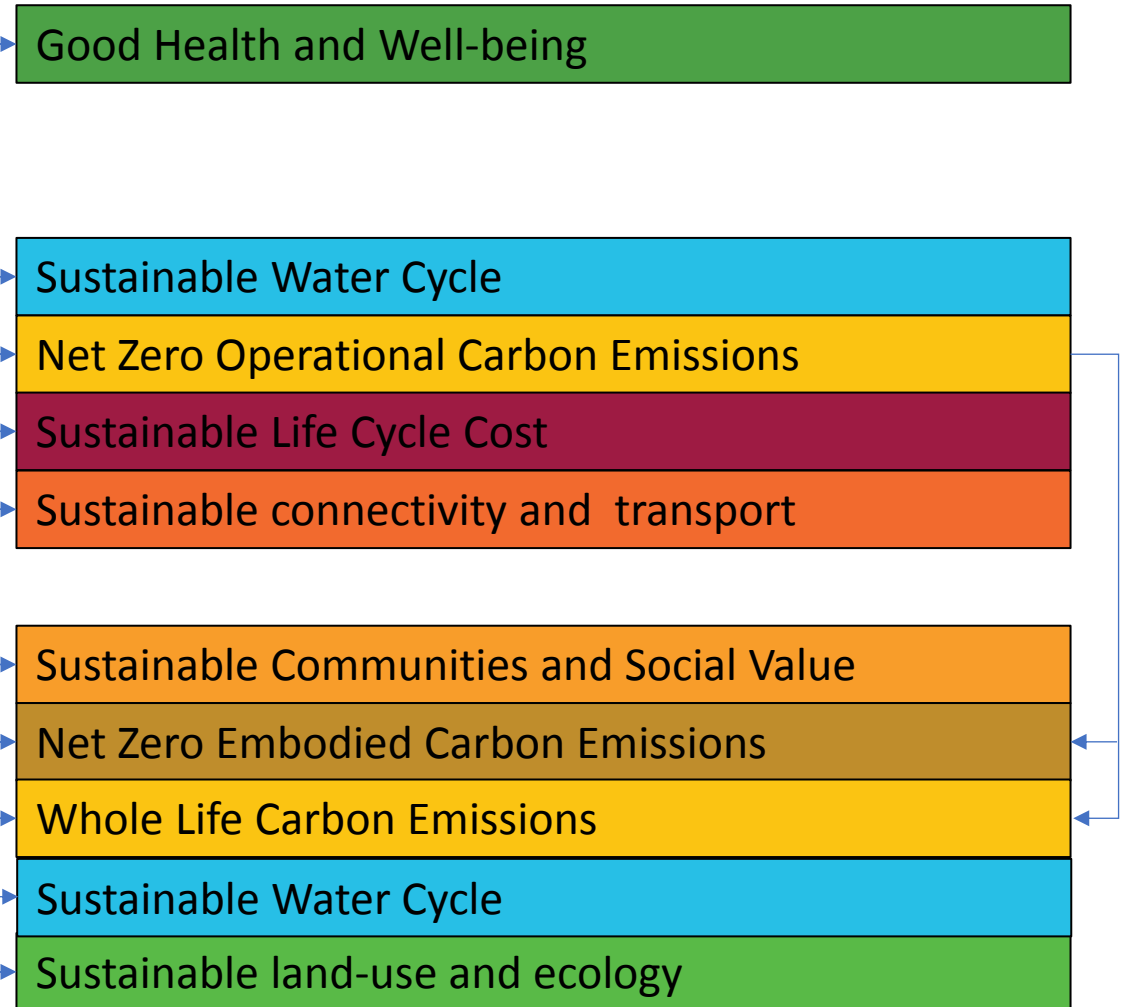 Good Health and Well-being
Sustainable Water Cycle
Net Zero Operational Carbon Emissions
Sustainable Life Cycle Cost
Sustainable connectivity and  transport
Sustainable Communities and Social Value
Net Zero Embodied Carbon Emissions
Whole Life Carbon Emissions
Sustainable Water Cycle
Sustainable land-use and ecology